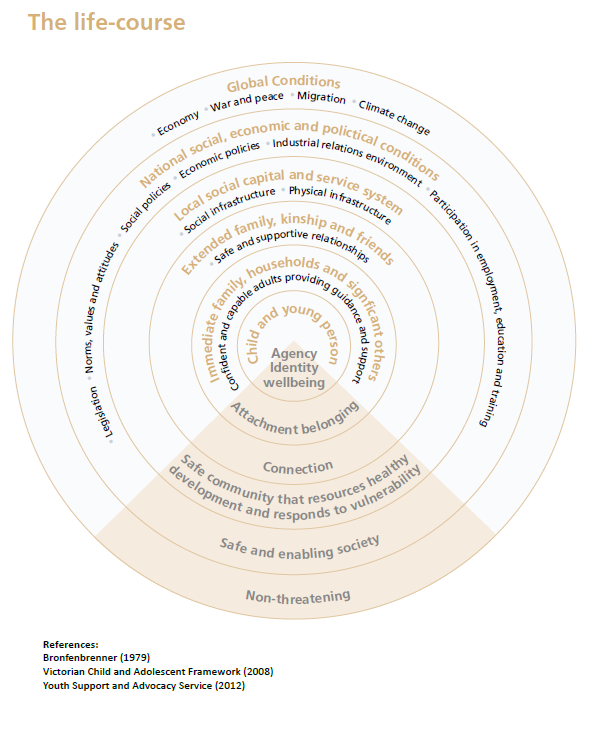 The life-course
Global Conditions
• Economy • War and peace • Migration • Climate change
National social, economic and polictical conditions
• Legislation • Norms, values and attitudes • Social policies • Economic policies • Industrial relations environment • Participation in employment, education and training
Local social capital and service system
• Social infrastructure • Physical infrastructure
Extended family, kinship and friends
• Safe and supportive relationships
Immediate family, households and signficant others
Confident and capable adults providing guidance and support
Child and young person
Agency
Identity
wellbeing
Attachment belonging
Connection
Safe community that resources healthy
development and responds to vulnerability
Safe and enabling society
Non-threatening
References:
Bronfenbrenner (1979)
Victorian Child and Adolescent Framework (2008)
Youth Support and Advocacy Service (2012)